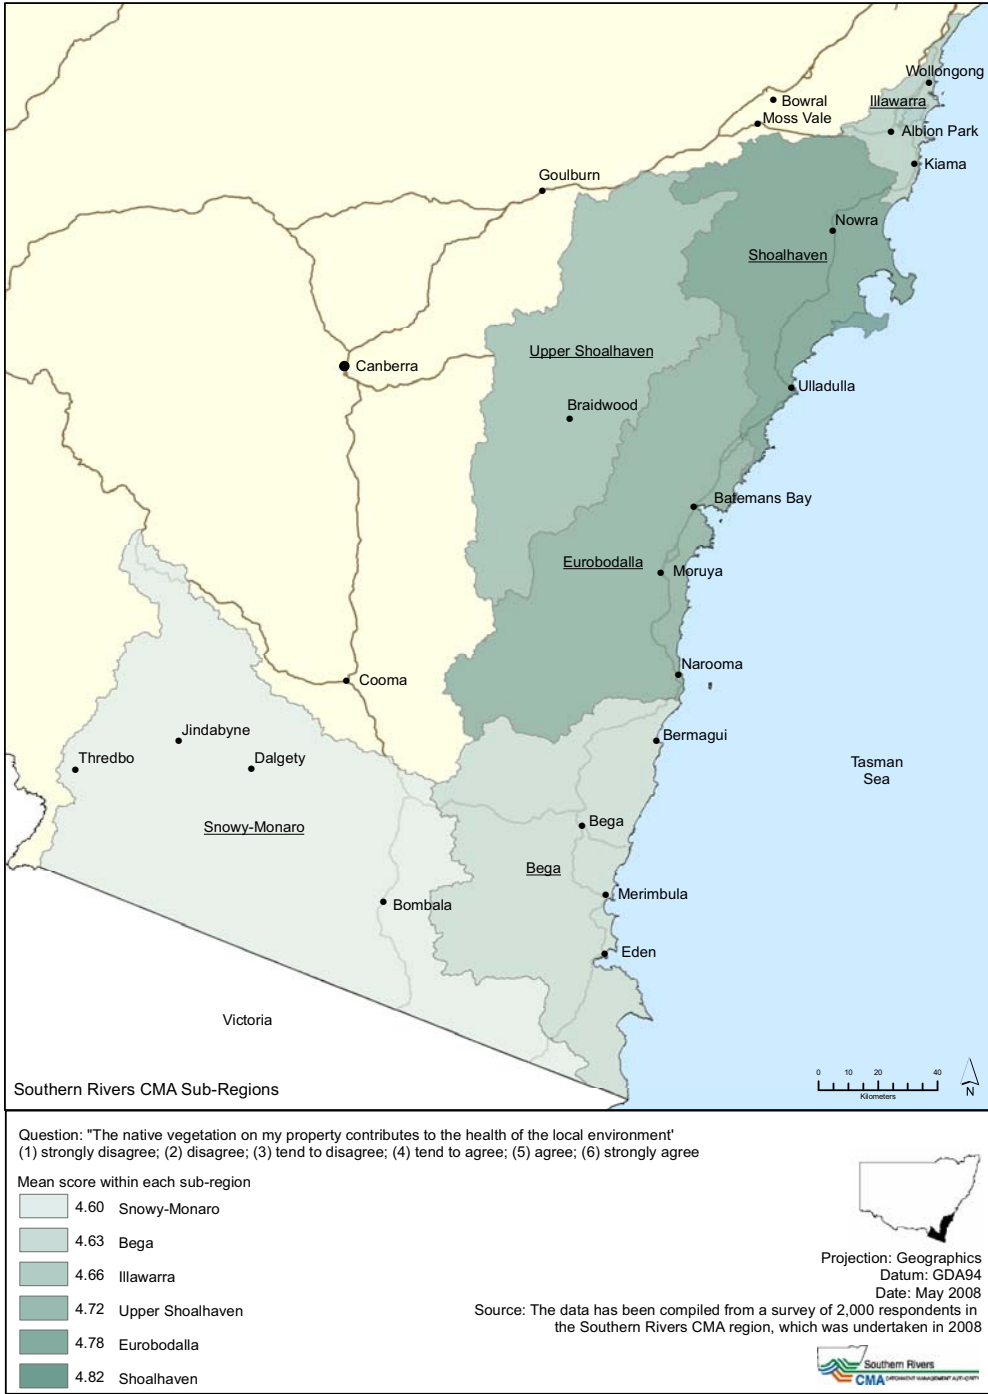 Wollongong
Bowral
Illawarra
Moss Vale
Albion Park
Kiama
Goulburn
Nowra
Shoalhaven
Upper Shoalhaven
Canberra
Ulladulla
Braidwood
Batemans Bay
Eurobodalla
Moruya
Narooma
Cooma
Jindabyne
Bermagui
Thredbo
Dalgety
Tasman
Sea
Snowy-Monaro
Bega
Bega
Merimbula
Bombala
Eden
Victoria
Southern Rivers CMA Sub-Regions
0 10 20 40
Kilometers
N
Question: "The native vegetation on my property contributes to the health of the local environment'
(1) strongly disagree; (2) disagree; (3) tend to disagree; (4) tend to agree; (5) agree; (6) strongly agree
Mean score within each sub-region
4.60 Snowy-Monaro
4.63 Bega
4.66 Illawarra
4.72 Upper Shoalhaven
4.78 Eurobodalla
4.82 Shoalhaven
Projection: Geographics
Datum: GDA94
Date: May 2008
Source: The data has been compiled from a survey of 2,000 respondents in
the Southern Rivers CMA region, which was undertaken in 2008
Southern Rivers
CMA CATCHMENT MANAGEMENT AUTHORITY